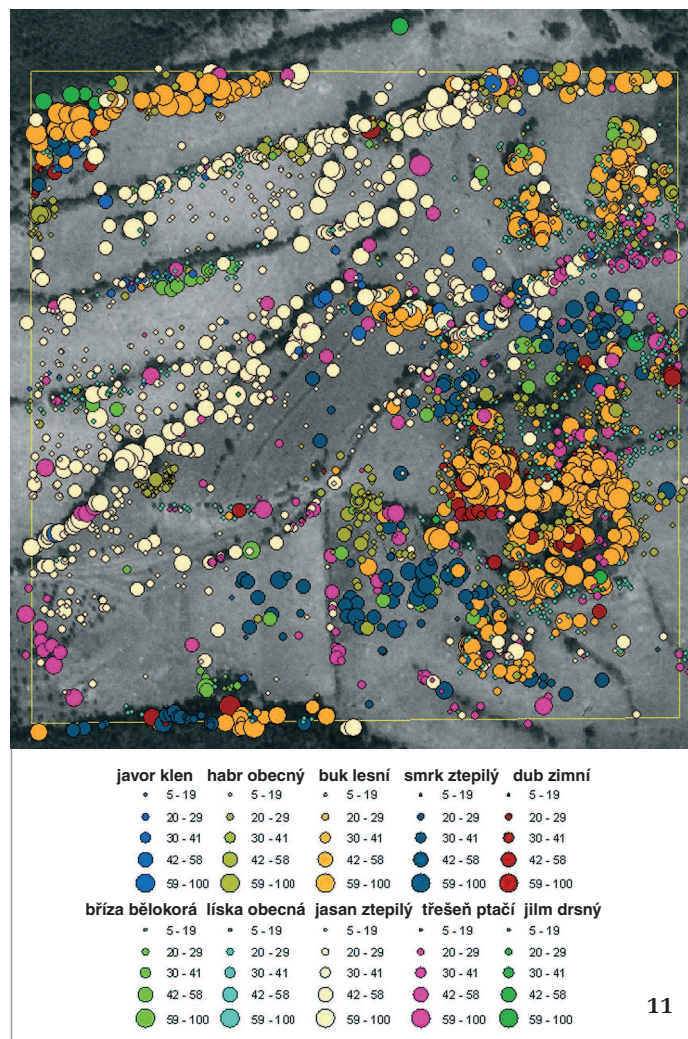 javor klen habr obecný buk lesní smrk ztepilý dub zimní
5 - 19 5 - 19 5 - 19 5 - 19 5 - 19
20 - 29 20 - 29 20 - 29 20 - 29 20 - 29
30 - 41 30 - 41 30 - 41 30 - 41 30 - 41
42 - 58 42 - 58 42 - 58 42 - 58 42 - 58
59 - 100 59 - 100 59 - 100 59 - 100 59 - 100
bříza bělokorá líska obecná jasan ztepilý třešeň ptačí jilm drsný
5 - 19 5 - 19 5 - 19 5 - 19 5 - 19
20 - 29 20 - 29 20 - 29 20 - 29 20 - 29
30 - 41 30 - 41 30 - 41 30 - 41 30 - 41
42 - 58 42 - 58 42 - 58 42 - 58 42 - 58
59 - 100 59 - 100 59 - 100 59 - 100 59 - 100
11